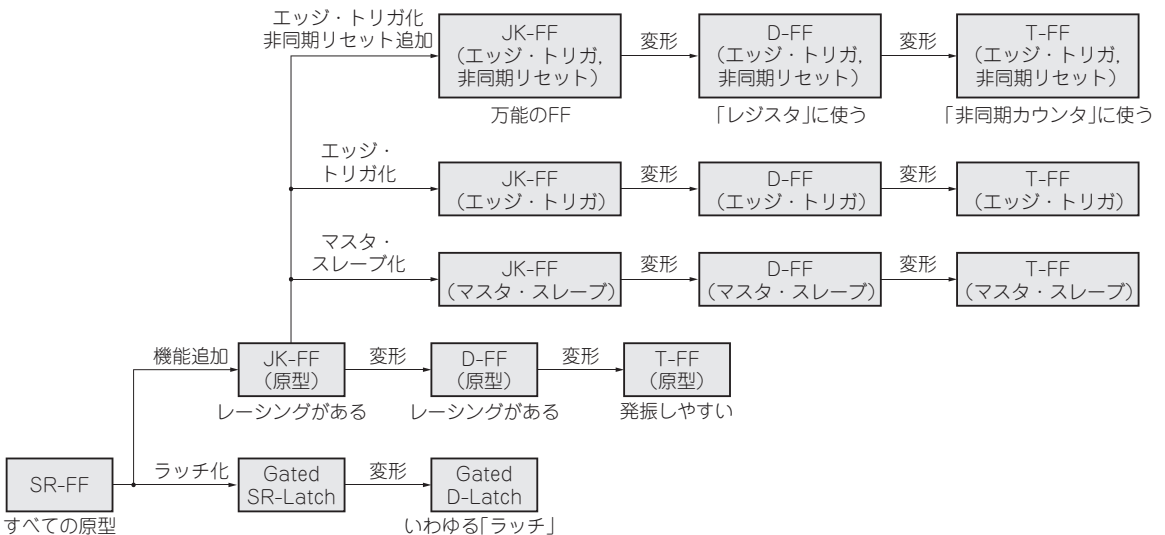 エッジ・トリガ化
非同期リセット追加
JK-FF
(エッジ・トリガ,
非同期リセット)
万能のFF
変形
D-FF
(エッジ・トリガ,
非同期リセット)
「レジスタ」に使う
変形
T-FF
(エッジ・トリガ,
非同期リセット)
「非同期カウンタ」に使う
エッジ・
トリガ化
JK-FF
(エッジ・トリガ)
変形
D-FF
(エッジ・トリガ)
変形
T-FF
(エッジ・トリガ)
マスタ・
スレーブ化
JK-FF
(マスタ・スレーブ)
変形
D-FF
(マスタ・スレーブ)
変形
T-FF
(マスタ・スレーブ)
機能追加
JK-FF
(原型)
レーシングがある
変形
D-FF
(原型)
レーシングがある
変形
T-FF
(原型)
発振しやすい
SR-FF
すべての原型
ラッチ化
Gated
SR-Latch
変形
Gated
D-Latch
いわゆる「ラッチ」